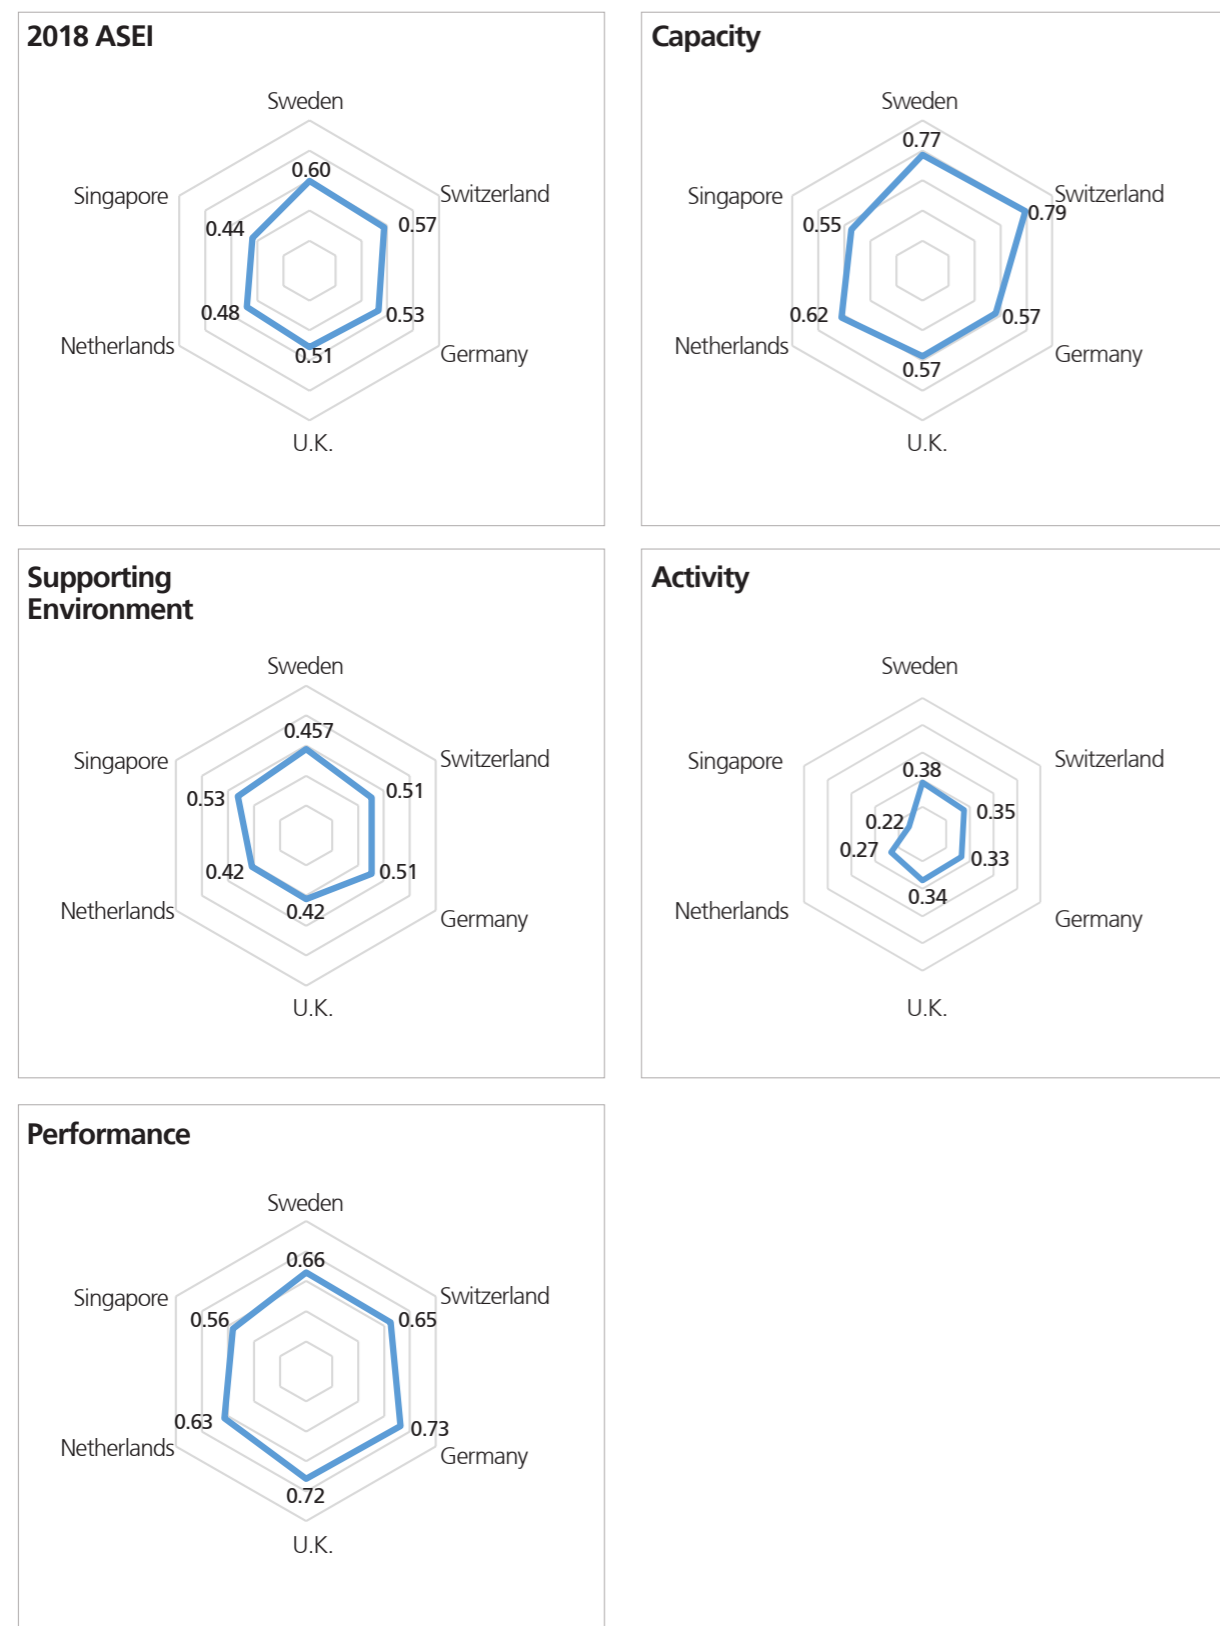 2018 ASEI
Sweden
0.60
Singapore
Switzerland
0.44
0.57
0.48
0.53
Netherlands
0.51
Germany
U.K.
Capacity
Sweden
0.77
Singapore
Switzerland
0.55
0.79
0.62
0.57
Netherlands
0.57
Germany
U.K.
Supporting
Environment
Sweden
0.457
Singapore
Switzerland
0.53
0.51
0.42
0.51
Netherlands
0.42
Germany
U.K.
Activity
Sweden
Singapore
Switzerland
0.38
0.22
0.35
0.27
0.33
0.34
Netherlands
Germany
U.K.
Performance
Sweden
0.66
Singapore
Switzerland
0.56
0.65
0.63
0.73
Netherlands
Germany
0.72
U.K.